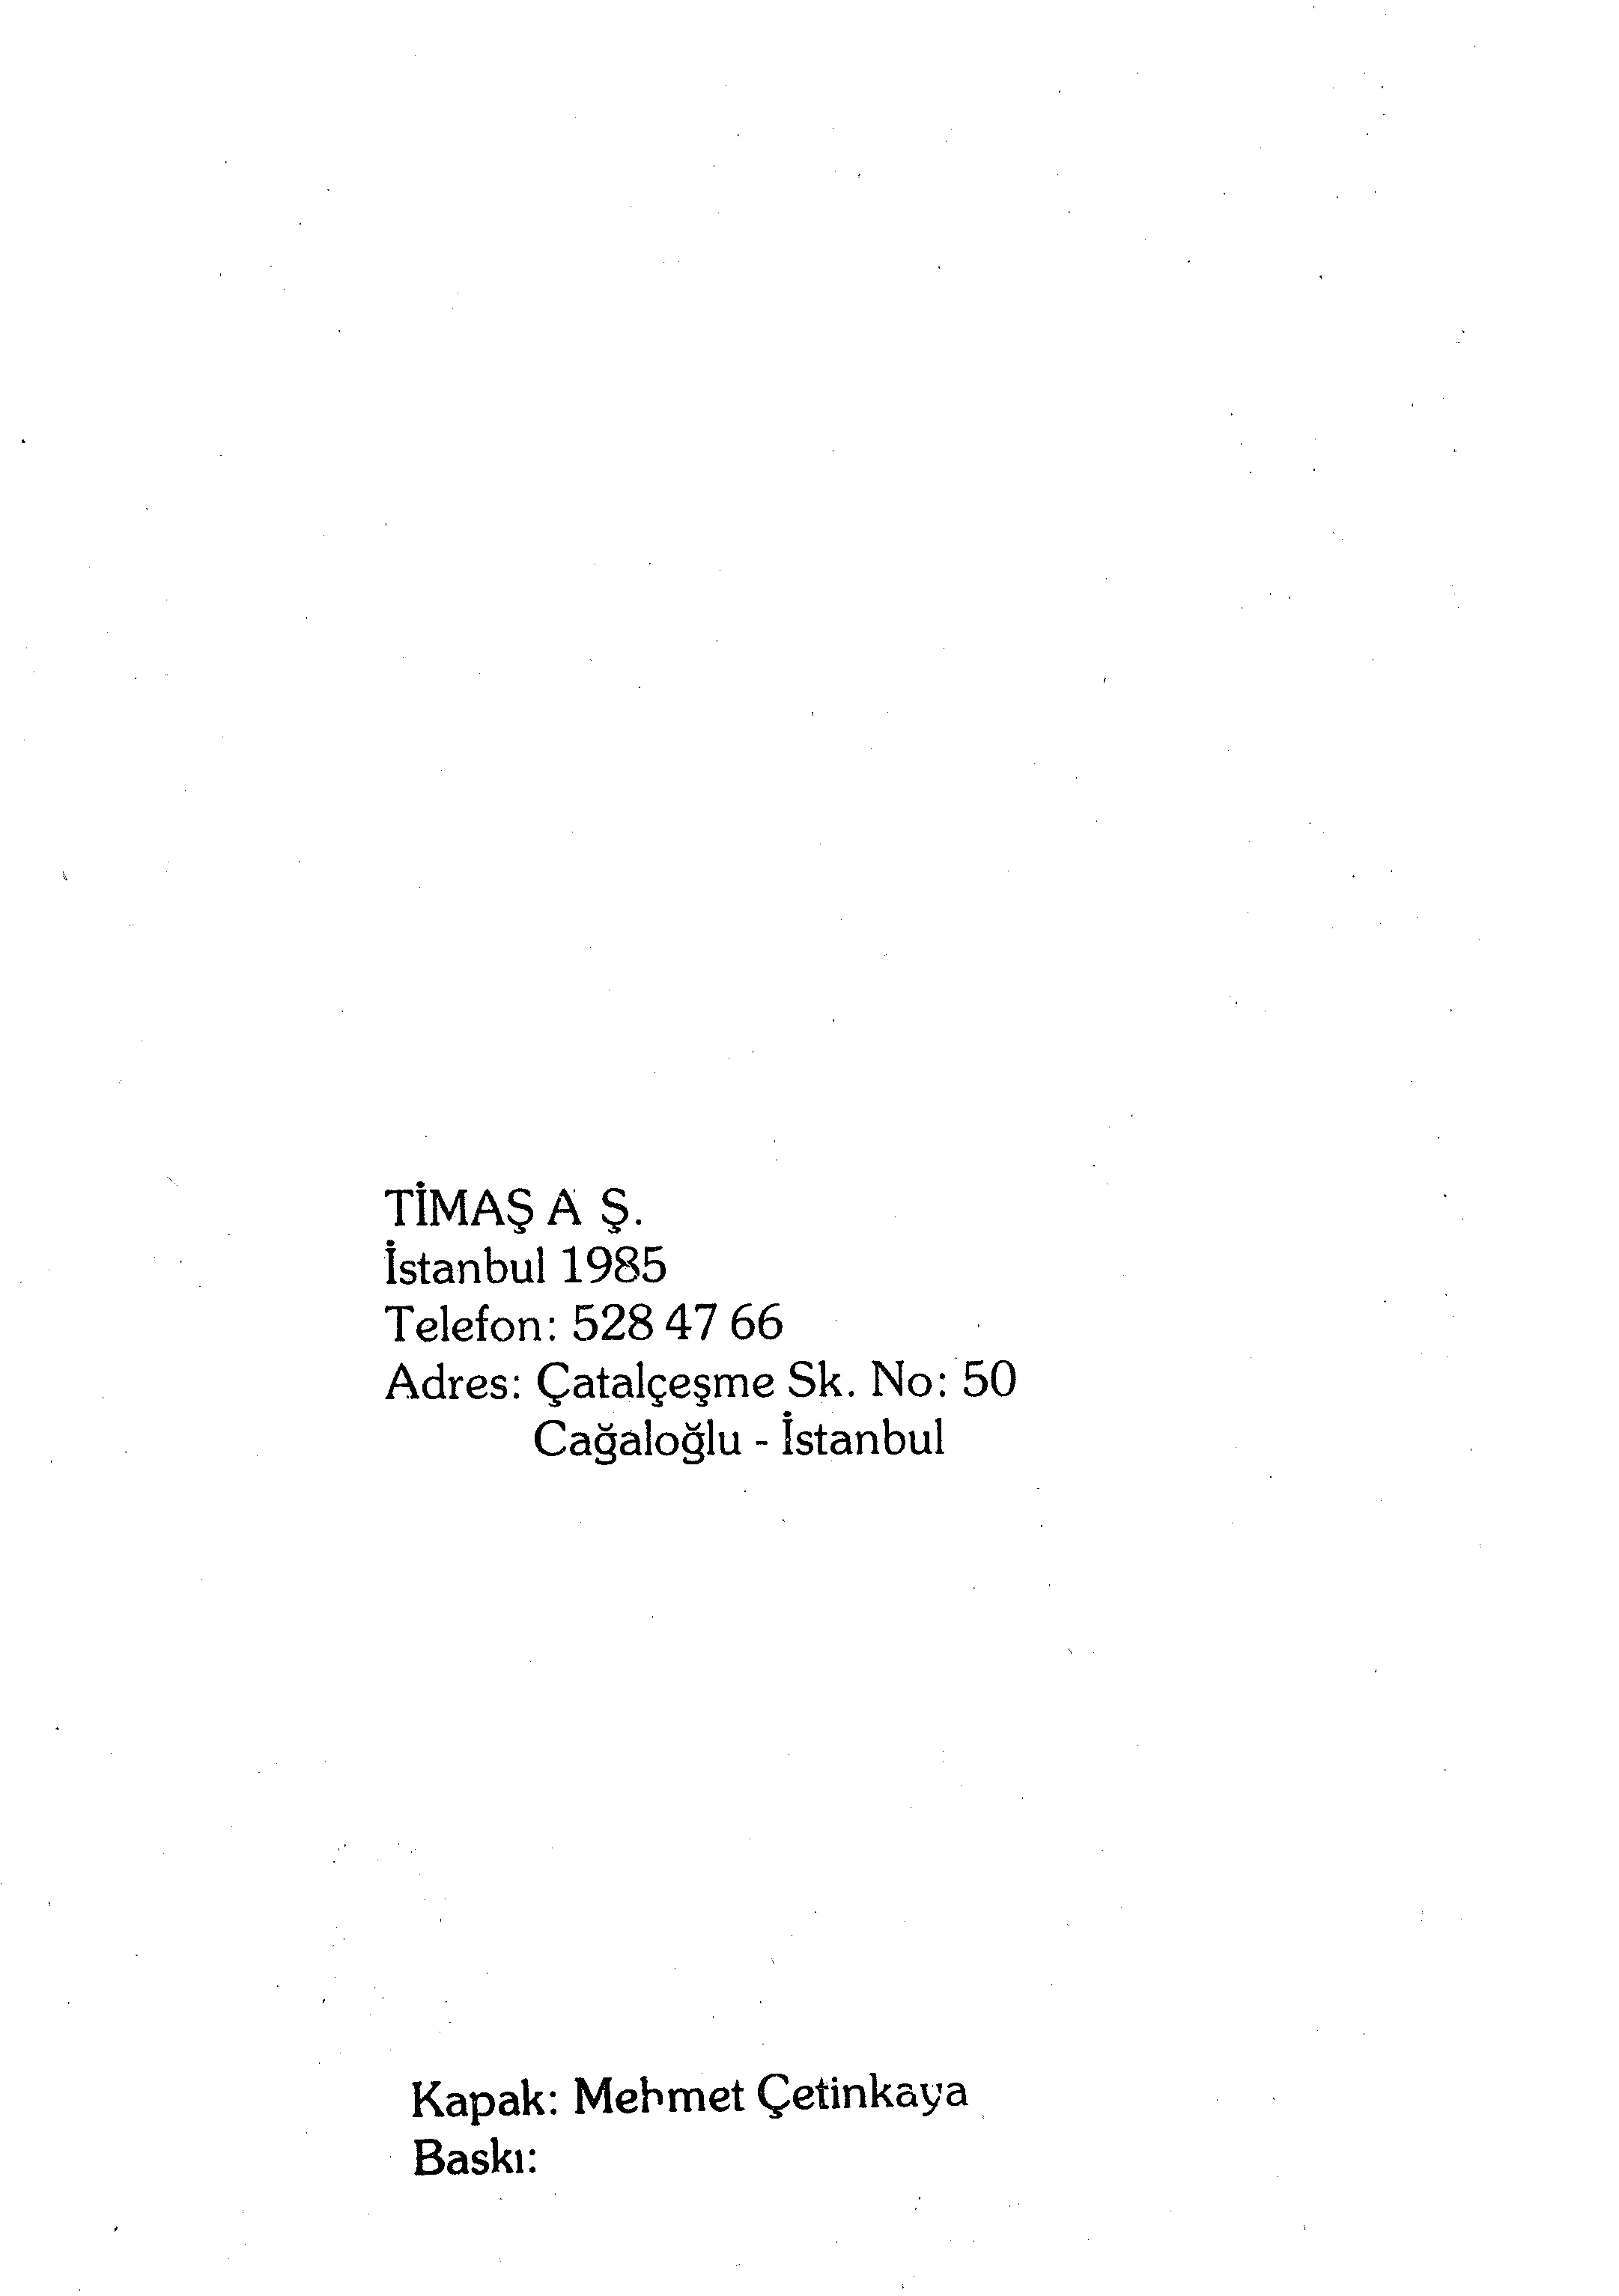 TİMAŞ A Ş.
İstanbul 1985
Telefon: 528 47 66
Adres: Çatalçeşme Sk. No: 50
Cağaloğlu - İstanbul
Kapak: Mehmet Çetinkaya
Baskı: